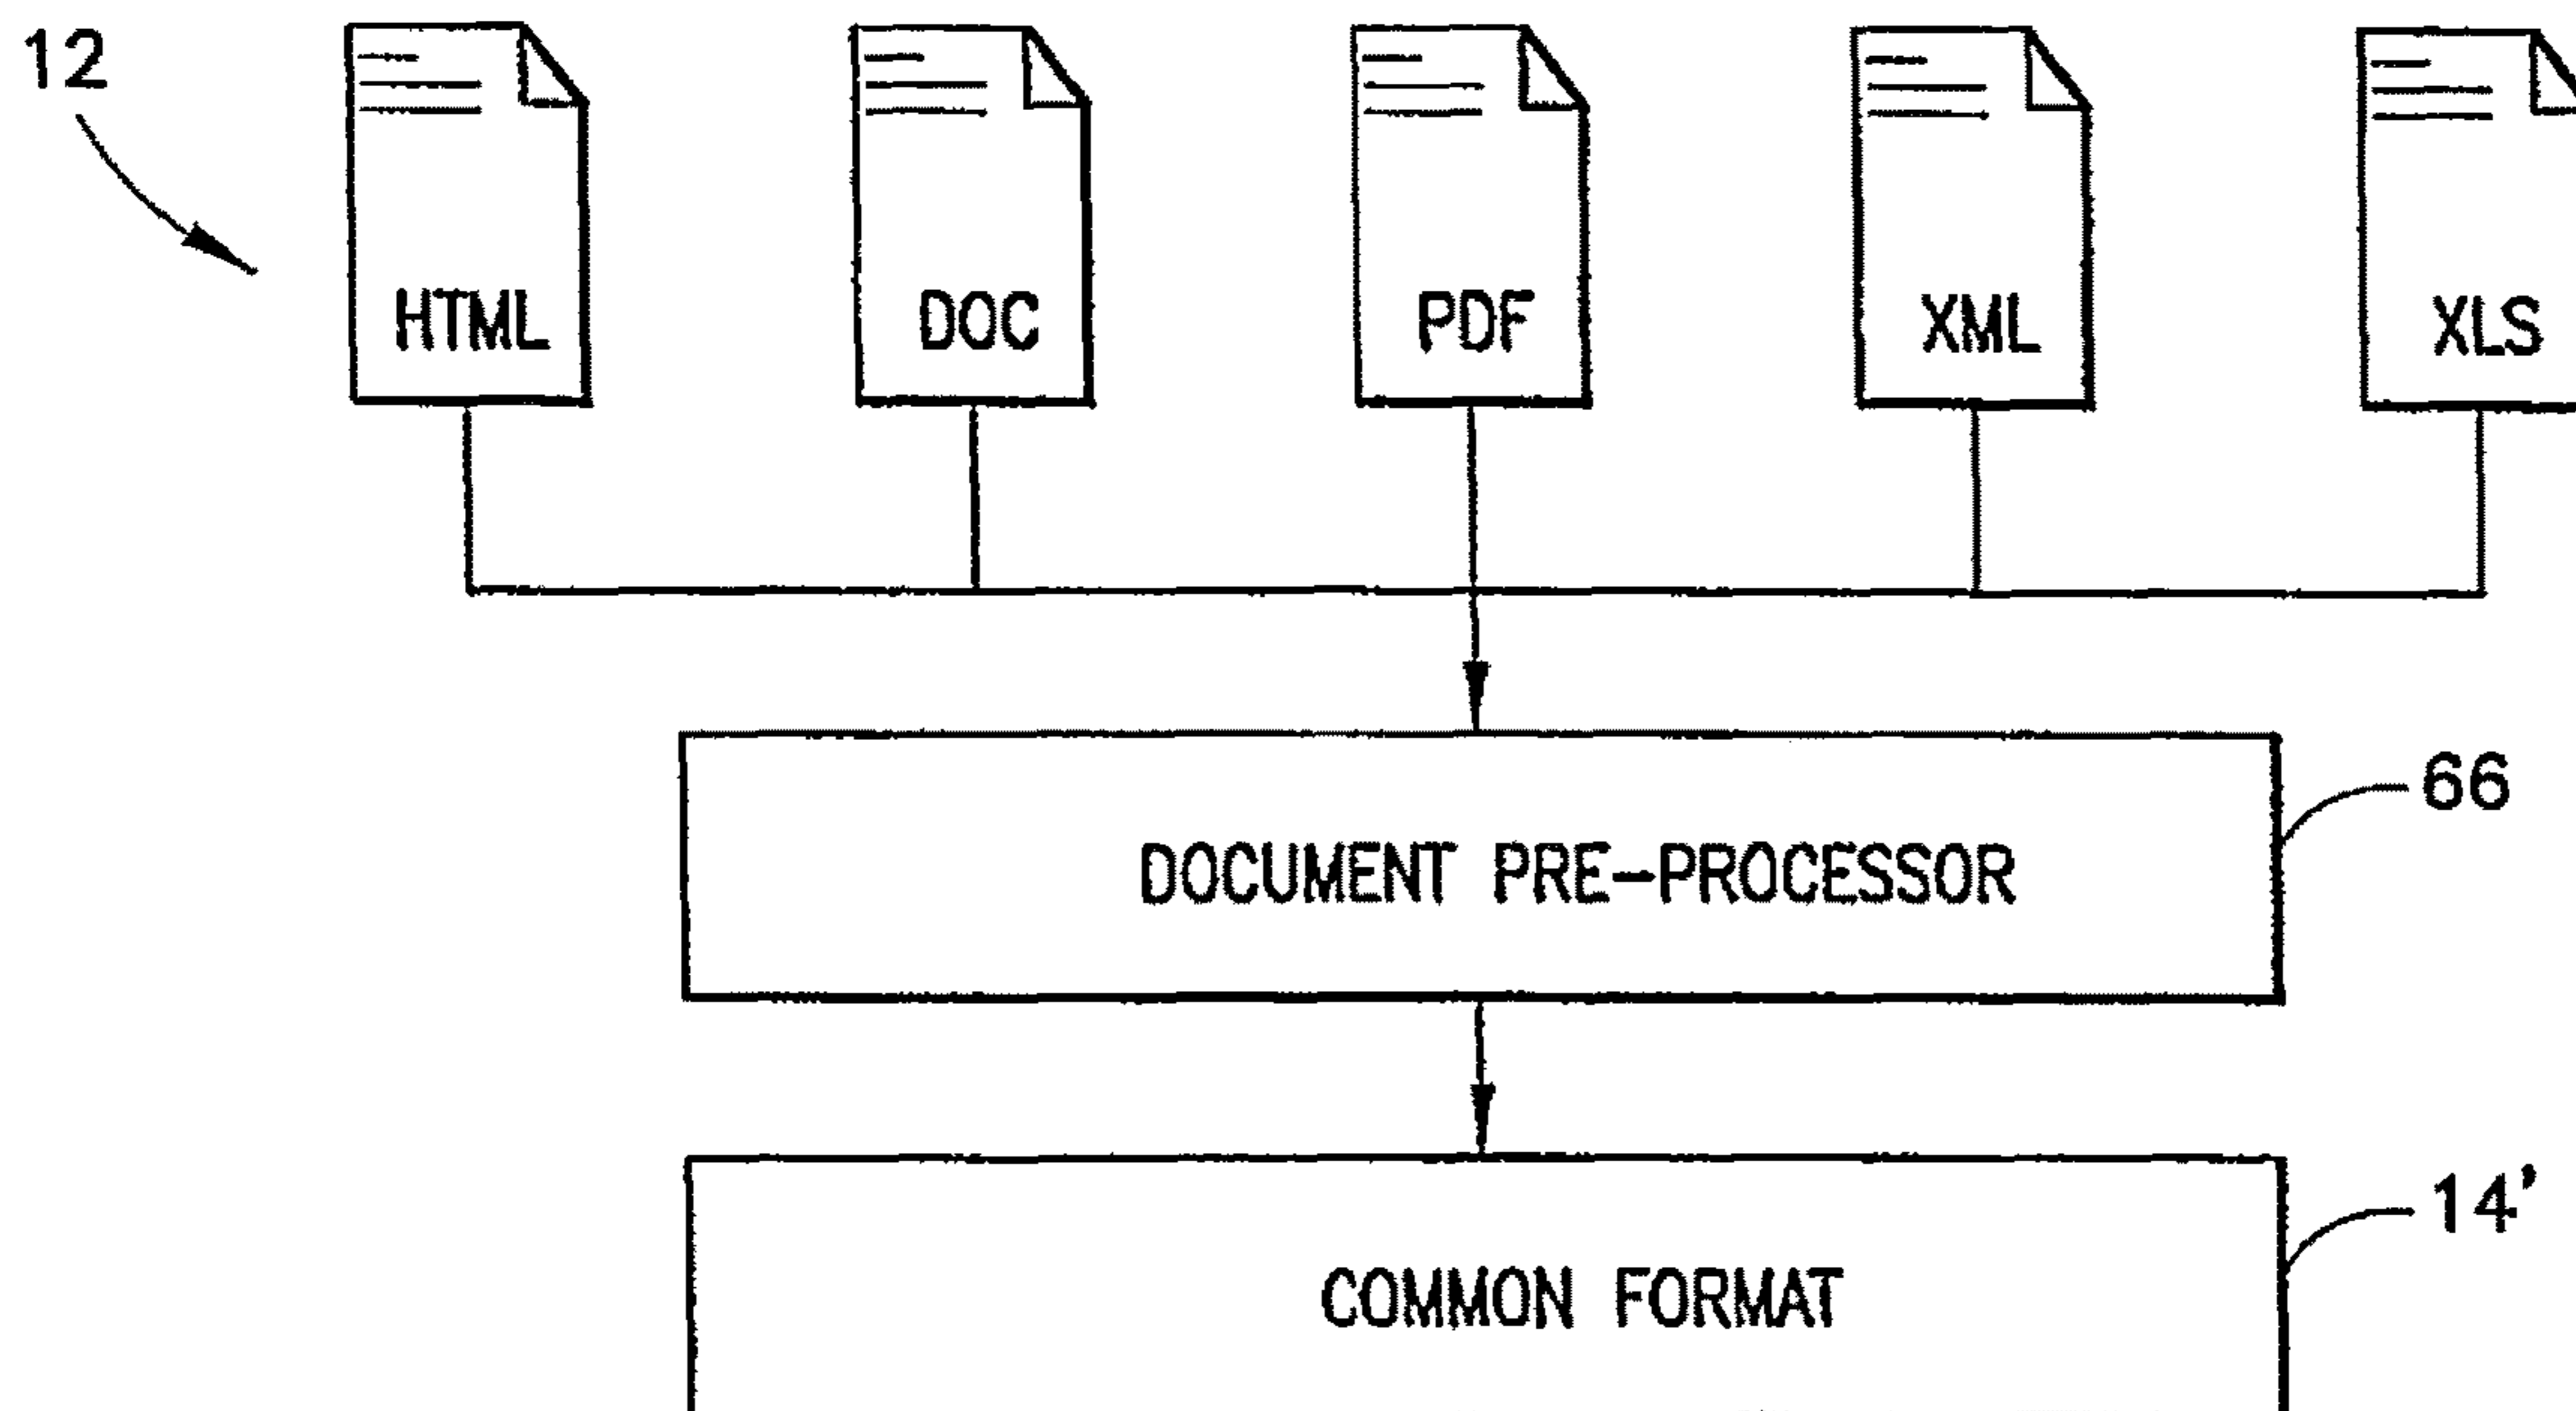 12
HTML DOC PDF XML XLS
66
DOCUMENT PRE-PROCESSOR
14'
COMMON FORMAT